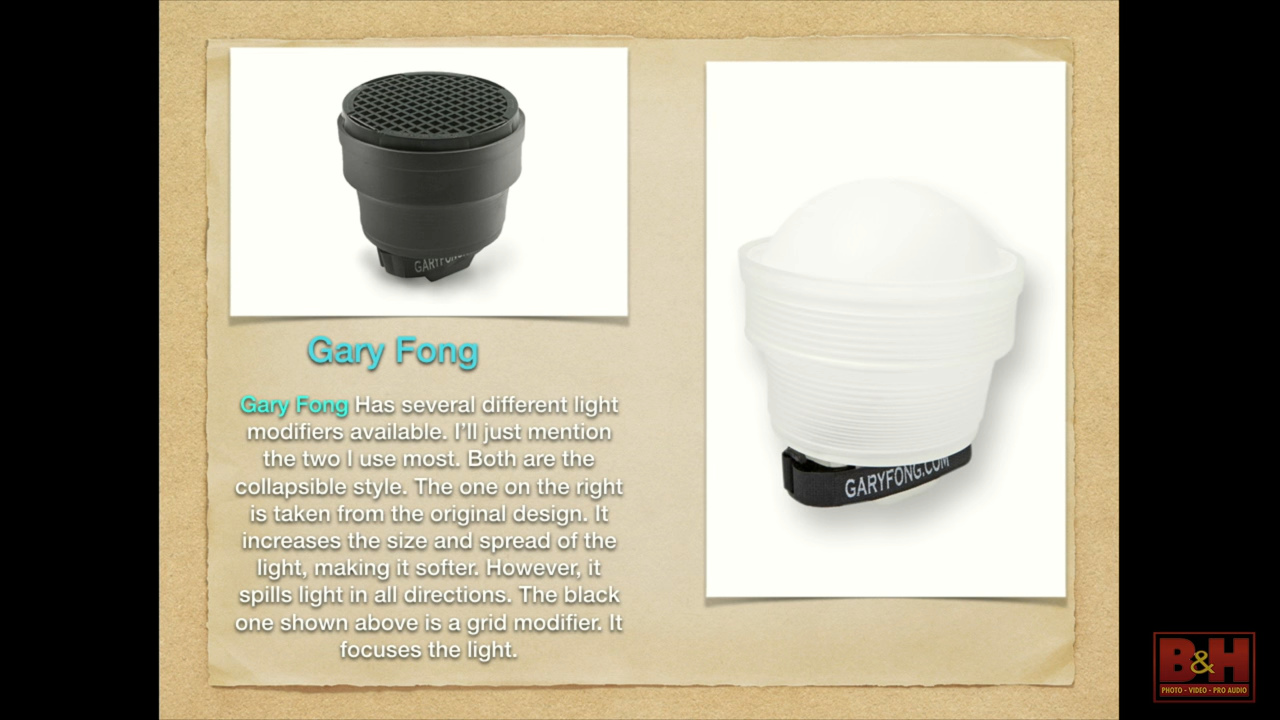 GARYFONG.COM
Gary Fong
Gary Fong Has several different light
modifiers available. I'll just mention
the two I use most. Both are the
collapsible style. The one on the right
is taken from the original design. It
increases the size and spread of the
light, making it softer. However, it
spills light in all directions. The black
one shown above is a grid modifier. It
focuses the light.
B&H
PHOTO - VIDEO - PRO AUDIO